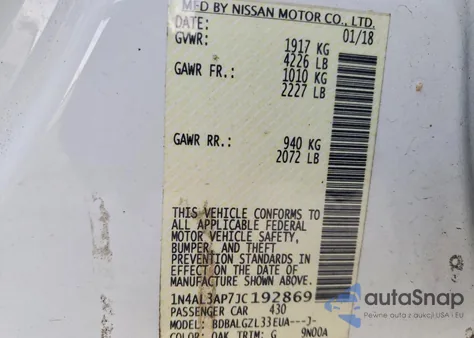 MFD BY NISSAN MOTOR CO., LTD.
DATE: 01/18
GVWR: 1917 KG
4226 LB
GAWR FR.: 1010 KG
2227 LB
GAWR RR.: 940 KG
2072 LB
THIS VEHICLE CONFORMS TO
ALL APPLICABLE FEDERAL
MOTOR VEHICLE SAFETY,
BUMPER, AND THEFT
PREVENTION STANDARDS IN
EFFECT ON THE DATE OF
MANUFACTURE SHOWN ABOVE.
1N4AL3AP7JC192869
PASSENGER CAR 430
MODEL: BDBALGZL33EUA---J-
COLOR: QAK TRIM: G 9N00A
autoSnap
Pewne auta z aukcji w USA